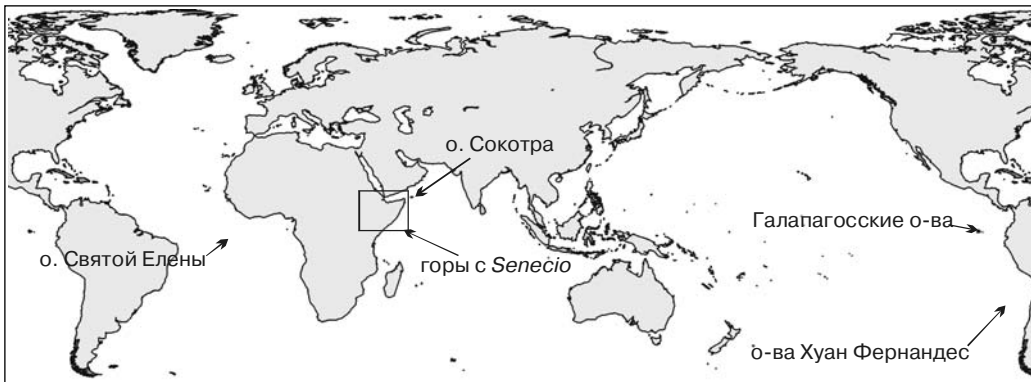 о. Сокотра
Галапагосские о-ва
о. Святой Елены
горы с Senecio
о-ва Хуан Фернандес